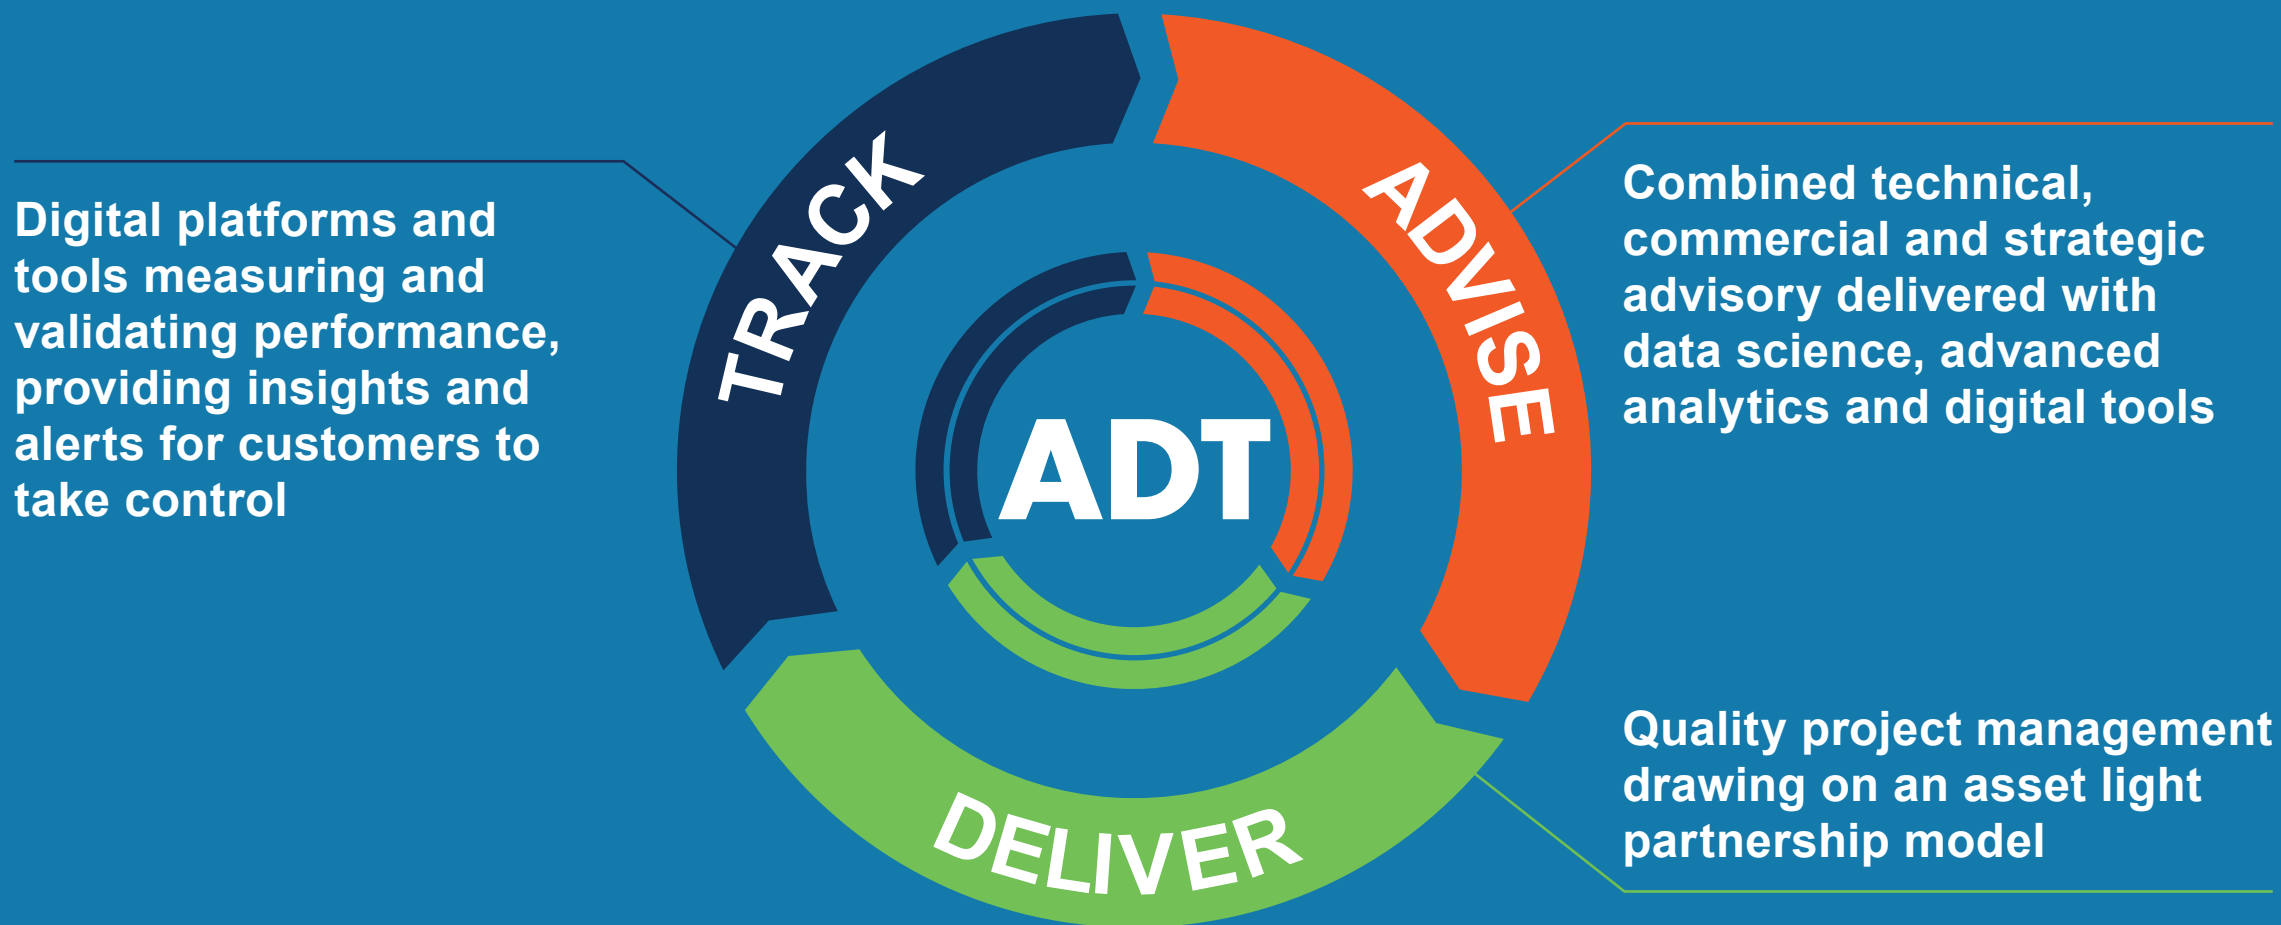 TRACK
Digital platforms and
tools measuring and
validating performance,
providing insights and
alerts for customers to
take control
ADT
ADVISE
Combined technical,
commercial and strategic
advisory delivered with
data science, advanced
analytics and digital tools
DELIVER
Quality project management
drawing on an asset light
partnership model